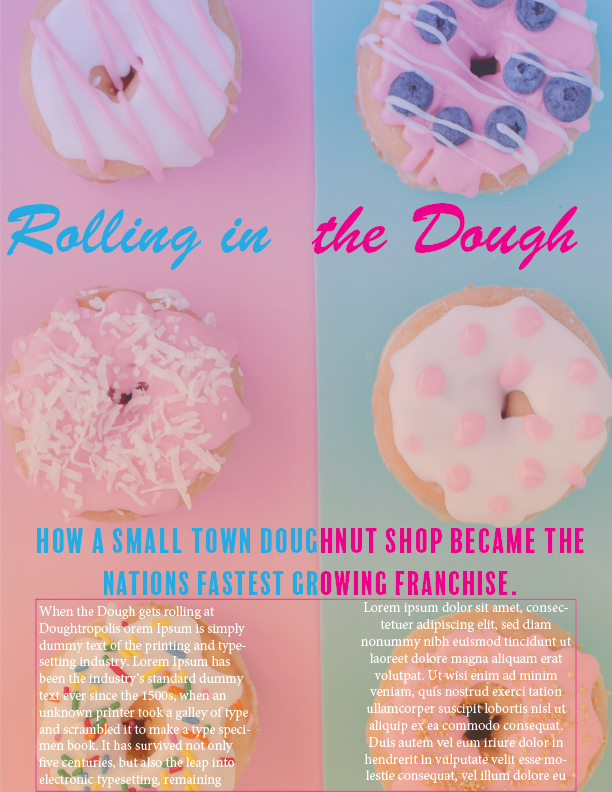 Rolling in the Dough
HOW A SMALL TOWN DOUGHNUT SHOP BECAME THE
NATIONS FASTEST GROWING FRANCHISE.
When the Dough gets rolling at
Doughtropolis orem Ipsum is simply
dummy text of the printing and type-
setting industry. Lorem Ipsum has
been the industry's standard dummy
text ever since the 1500s, when an
unknown printer took a galley of type
and scrambled it to make a type speci-
men book. It has survived not only
five centuries, but also the leap into
electronic typesetting, remaining
Lorem ipsum dolor sit amet, consec-
tetuer adipiscing elit, sed diam
nonummy nibh euismod tincidunt ut
laoreet dolore magna aliquam erat
volutpat. Ut wisi enim ad minim
veniam, quis nostrud exerci tation
ullamcorper suscipit lobortis nisl ut
aliquip ex ea commodo consequat.
Duis autem vel eum iriure dolor in
hendrerit in vulputate velit esse mo-
lestie consequat, vel illum dolore eu